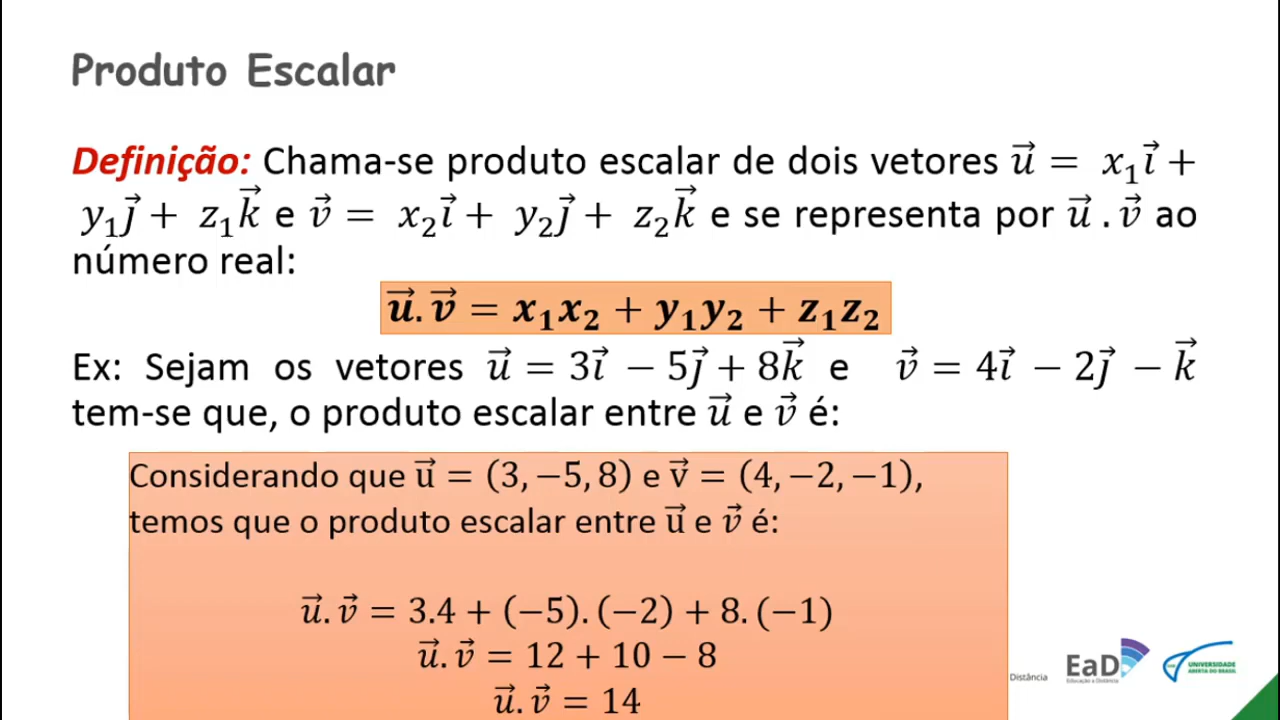 Produto Escalar
Definição: Chama-se produto escalar de dois vetores u⃗ = x₁i⃗ +
y₁j⃗ + z₁k⃗ e v⃗ = x₂i⃗ + y₂j⃗ + z₂k⃗ e se representa por u⃗ . v⃗ ao
número real:
u⃗. v⃗ = x₁x₂ + y₁y₂ + z₁z₂
Ex: Sejam os vetores u⃗ = 3i⃗ − 5j⃗ + 8k⃗ e v⃗ = 4i⃗ − 2j⃗ − k⃗
tem-se que, o produto escalar entre u⃗ e v⃗ é:
Considerando que u⃗ = (3, −5, 8) e v⃗ = (4, −2, −1),
temos que o produto escalar entre u⃗ e v⃗ é:
u⃗. v⃗ = 3.4 + (−5). (−2) + 8. (−1)
u⃗. v⃗ = 12 + 10 − 8
u⃗. v⃗ = 14
Distância
EaD
Educação a Distância
UNIVERSIDADE
ABERTA DO BRASIL